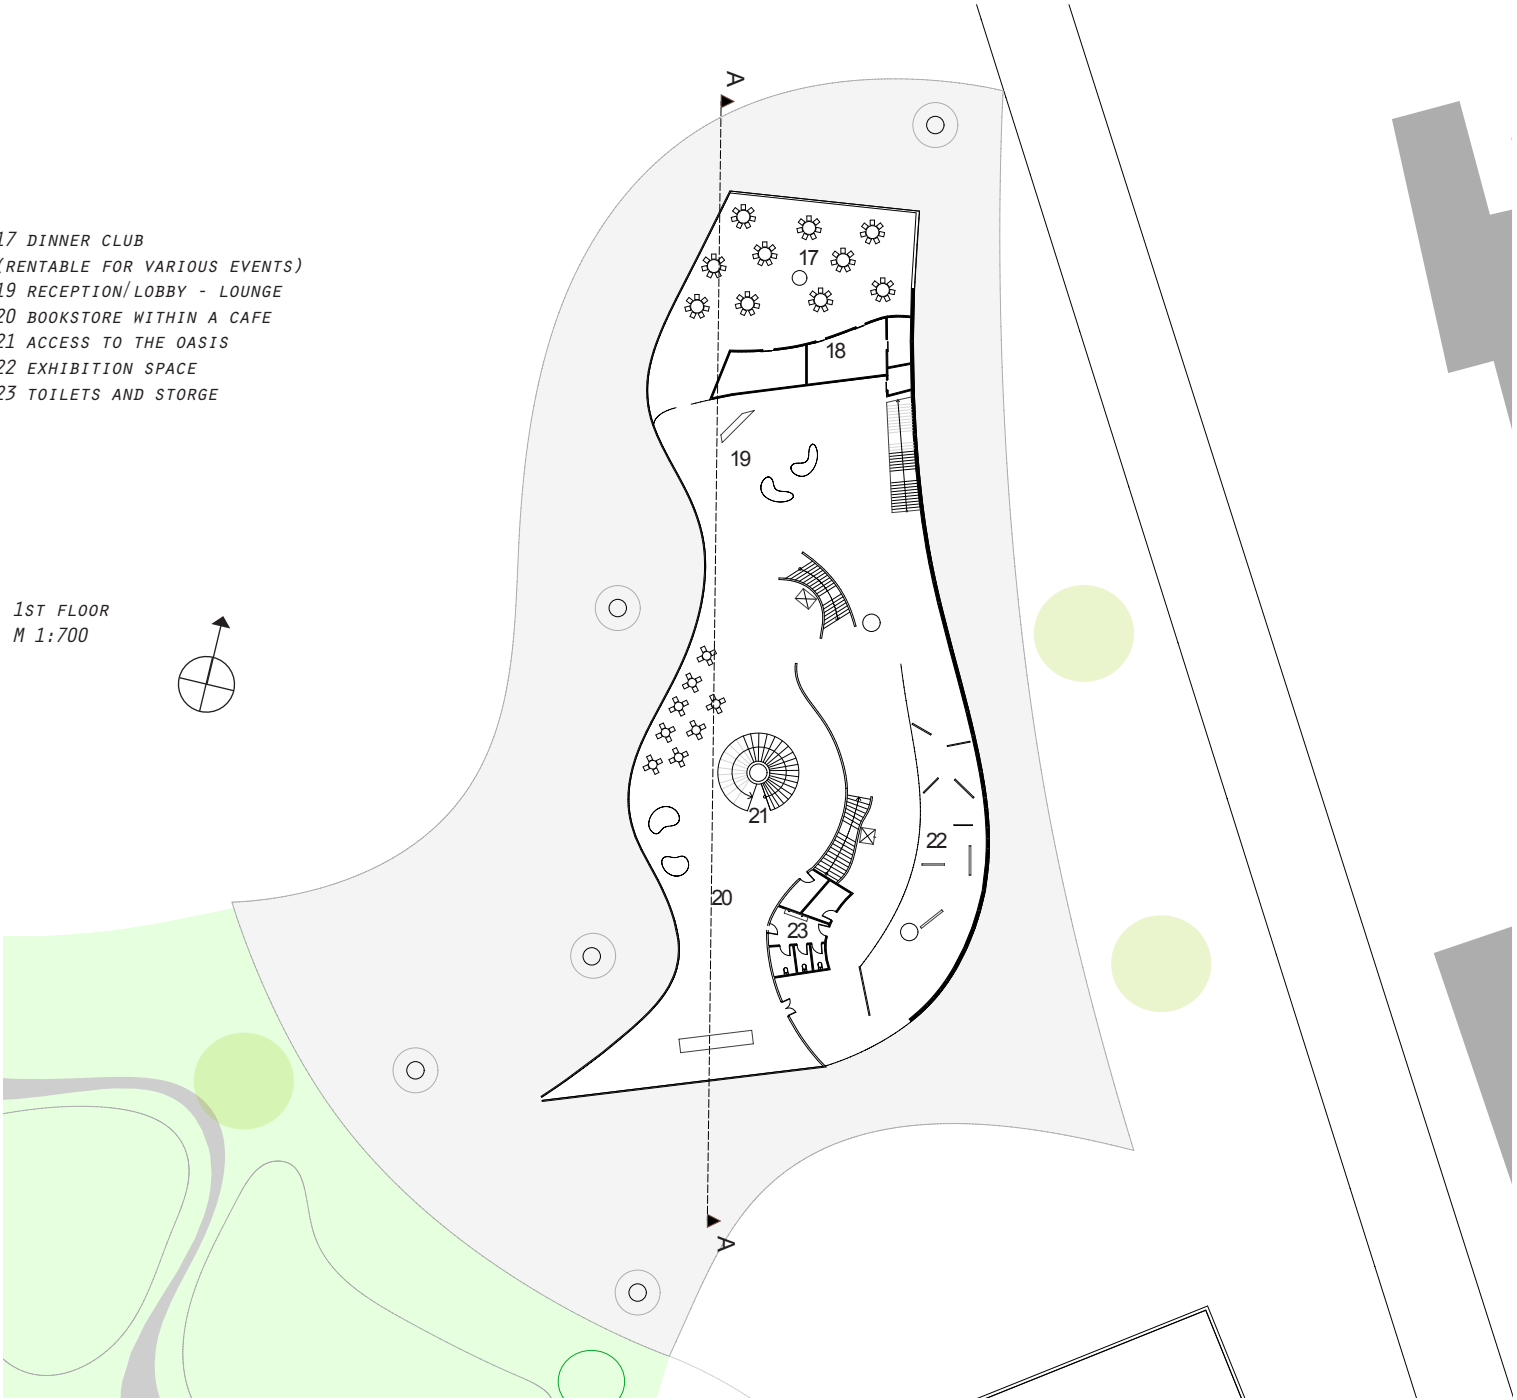 A
17 DINNER CLUB
(RENTABLE FOR VARIOUS EVENTS)
19 RECEPTION/LOBBY - LOUNGE
20 BOOKSTORE WITHIN A CAFE
21 ACCESS TO THE OASIS
22 EXHIBITION SPACE
23 TOILETS AND STORGE
17
18
19
1ST FLOOR
M 1:700
21
22
20
23
A